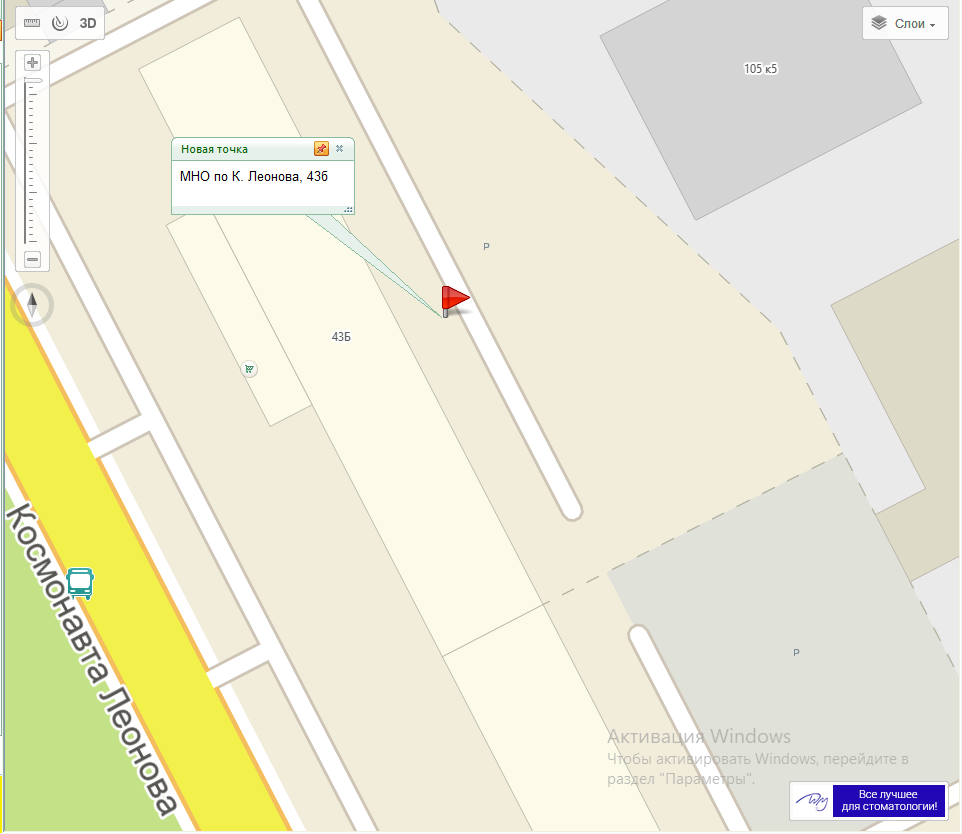 3D
Слои
105 к5
Новая точка
МНО по К. Леонова, 43б
P
43Б
Космонавта Леонова
P
Активация Windows
Чтобы активировать Windows, перейдите в
раздел "Параметры".
Все лучшее
для стоматологии!